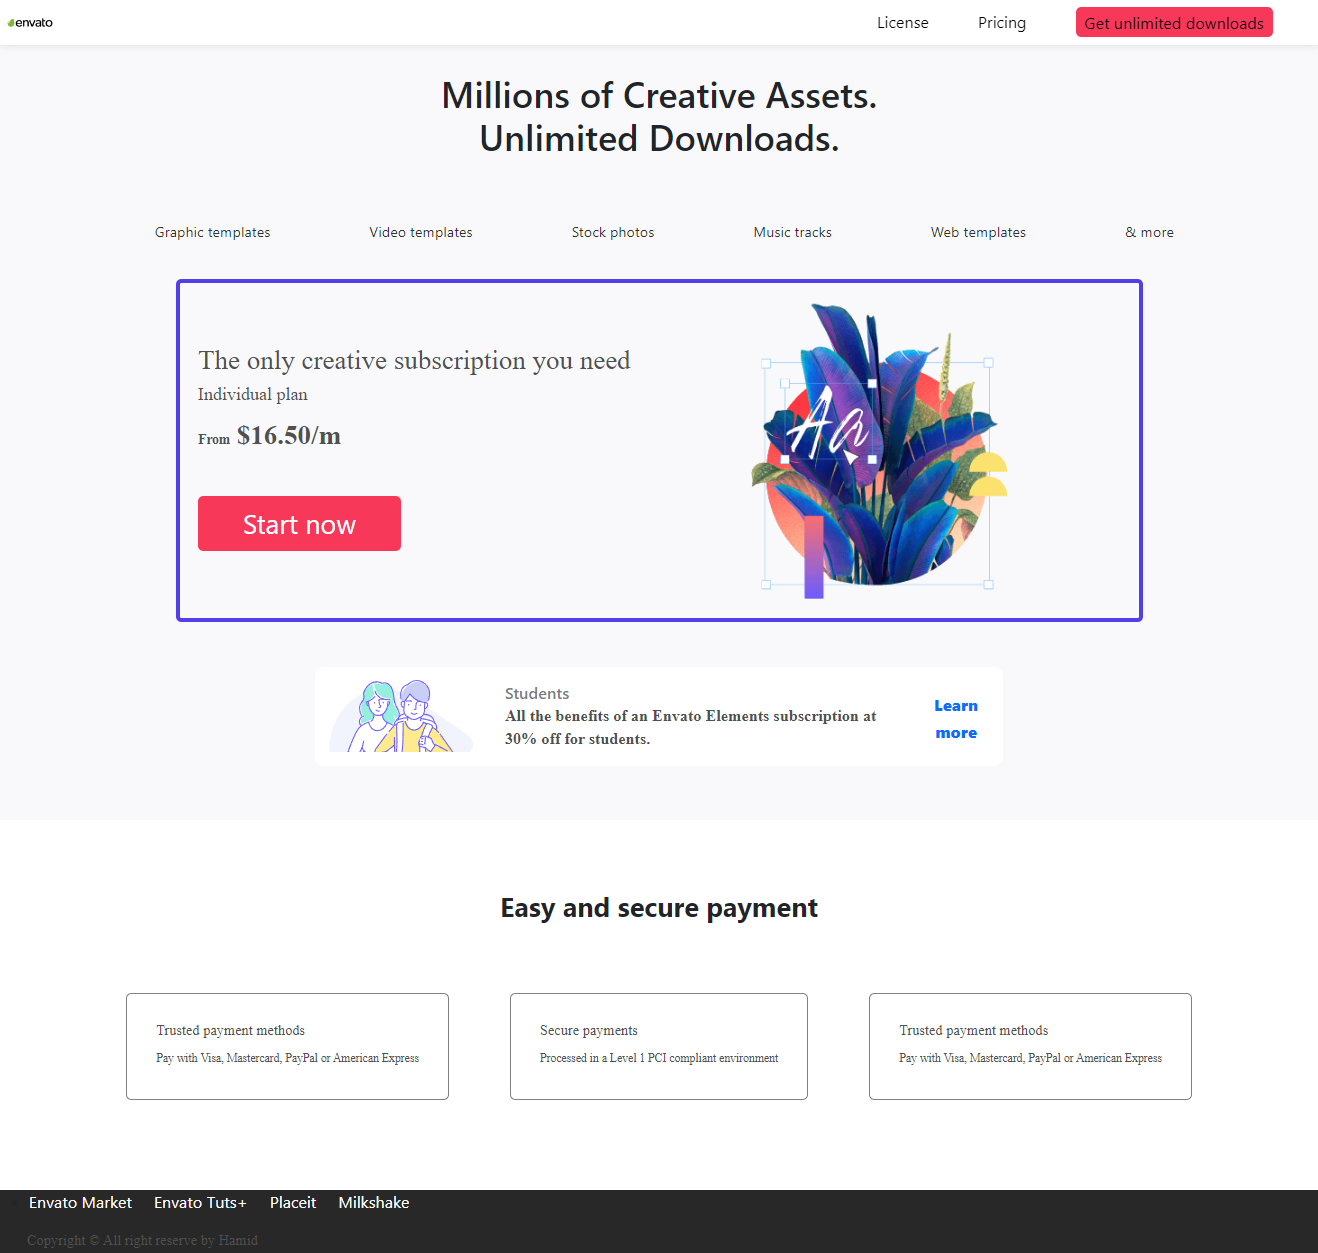 envato
License
Pricing
Get unlimited downloads
Millions of Creative Assets.
Unlimited Downloads.
Graphic templates
Video templates
Stock photos
Music tracks
Web templates
& more
The only creative subscription you need
Individual plan
From $16.50/m
Start now
Aa
Students
All the benefits of an Envato Elements subscription at
30% off for students.
Learn
more
Easy and secure payment
Trusted payment methods
Pay with Visa, Mastercard, PayPal or American Express
Secure payments
Processed in a Level 1 PCI compliant environment
Trusted payment methods
Pay with Visa, Mastercard, PayPal or American Express
Envato Market
Envato Tuts+
Placeit
Milkshake
Copyright © All right reserve by Hamid